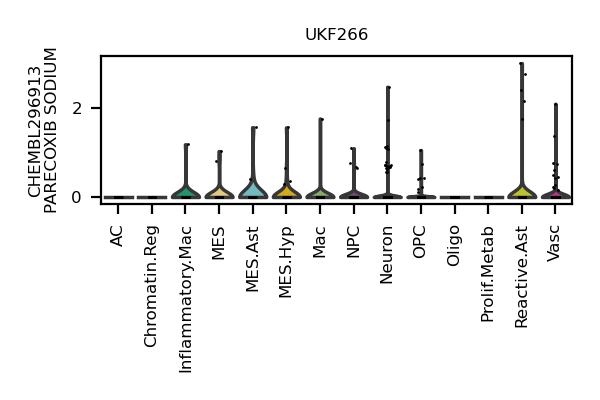 UKF266
CHEMBL296913
PARECOXIB SODIUM
2
0
AC
Chromatin.Reg
Inflammatory.Mac
MES
MES.Ast
MES.Hyp
Mac
NPC
Neuron
OPC
Oligo
Prolif.Metab
Reactive.Ast
Vasc